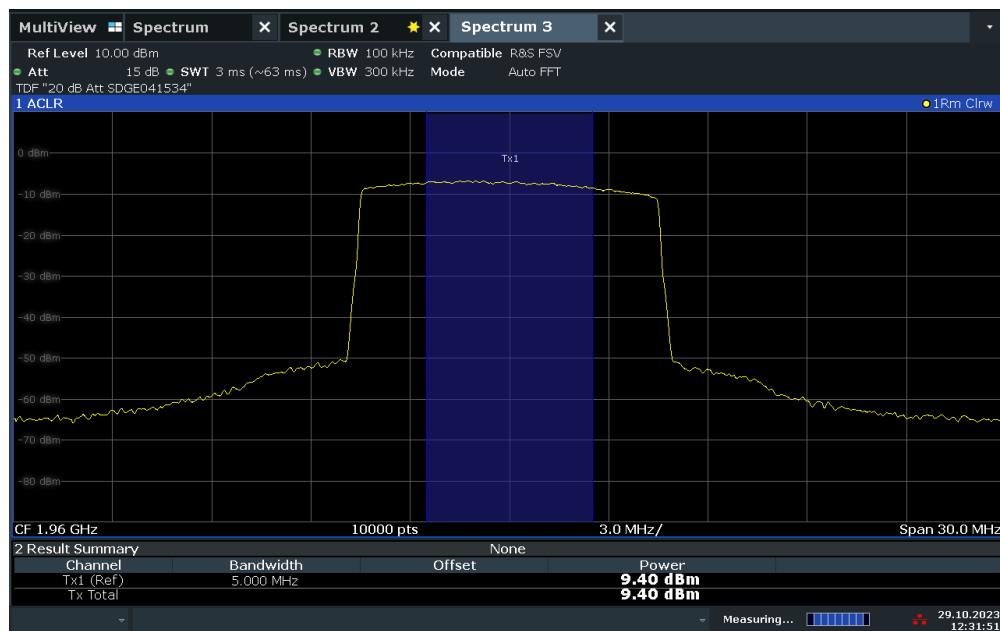 MultiView Spectrum X Spectrum 2 X Spectrum 3 X
Ref Level 10.00 dBm RBW 100 kHz Compatible R&S FSV
Att 15 dB SWT 3 ms (~63 ms) VBW 300 kHz Mode Auto FFT
TDF "20 dB Att SDGE041534"
1 ACLR 1Rm Clrw
0 dBm
Tx1
-10 dBm
-20 dBm
-30 dBm
-40 dBm
-50 dBm
-60 dBm
-70 dBm
-80 dBm
CF 1.96 GHz 10000 pts 3.0 MHz/ Span 30.0 MHz
2 Result Summary None
Channel Bandwidth Offset Power
Tx1 (Ref) 5.000 MHz 9.40 dBm
Tx Total 9.40 dBm
Measuring... 29.10.2023
12:31:51